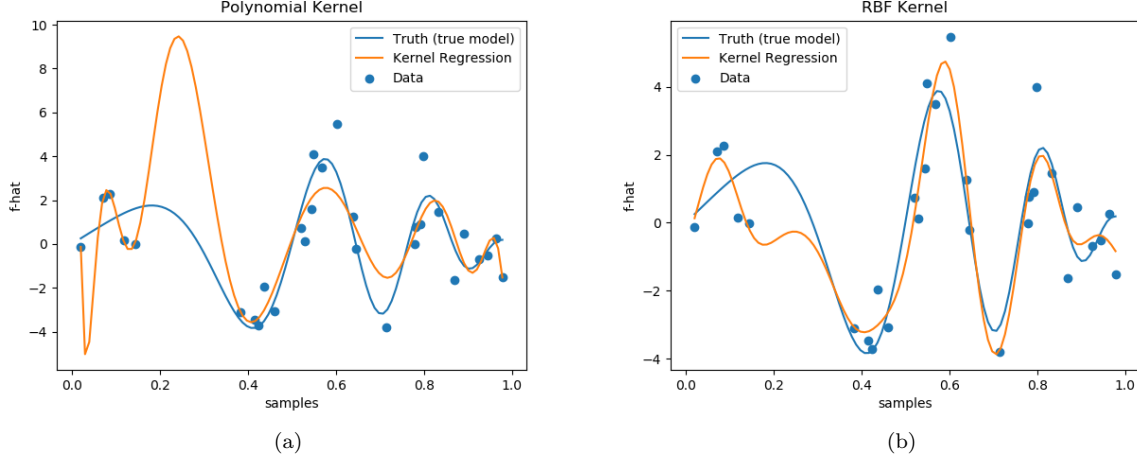 Polynomial Kernel
10
8
6
4
2
0
−2
−4
f-hat
0.0 0.2 0.4 0.6 0.8 1.0
samples
Truth (true model)
Kernel Regression
Data
(a)
RBF Kernel
4
2
0
−2
−4
f-hat
0.0 0.2 0.4 0.6 0.8 1.0
samples
Truth (true model)
Kernel Regression
Data
(b)